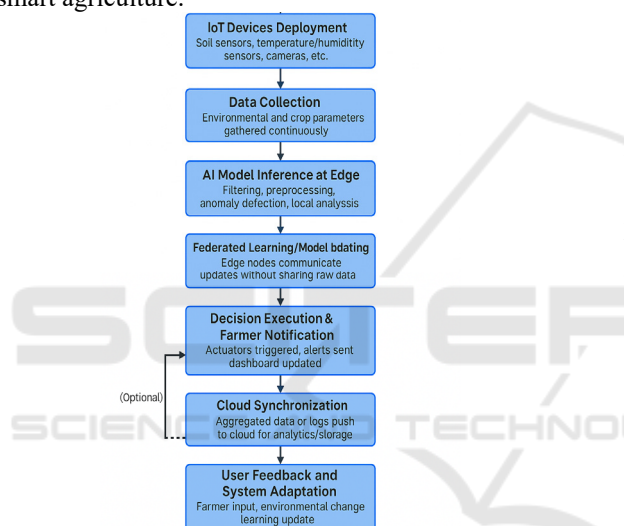 smart agriculture.
IoT Devices Deployment
Soil sensors, temperature/humiditity
sensors, cameras, etc.
Data Collection
Environmental and crop parameters
gathered continuously
AI Model Inference at Edge
Filtering, preprocessing,
anomaly defection, local analyssis
Federated Learning/Model bdating
Edge nodes communicate
updates without sharing raw data
Decision Execution &
Farmer Notification
Actuators triggered, alerts sent
dashboard updated
(Optional)
Cloud Synchronization
Aggregated data or logs push
to cloud for analytics/storage
User Feedback and
System Adaptation
Farmer input, environmental change
learning update